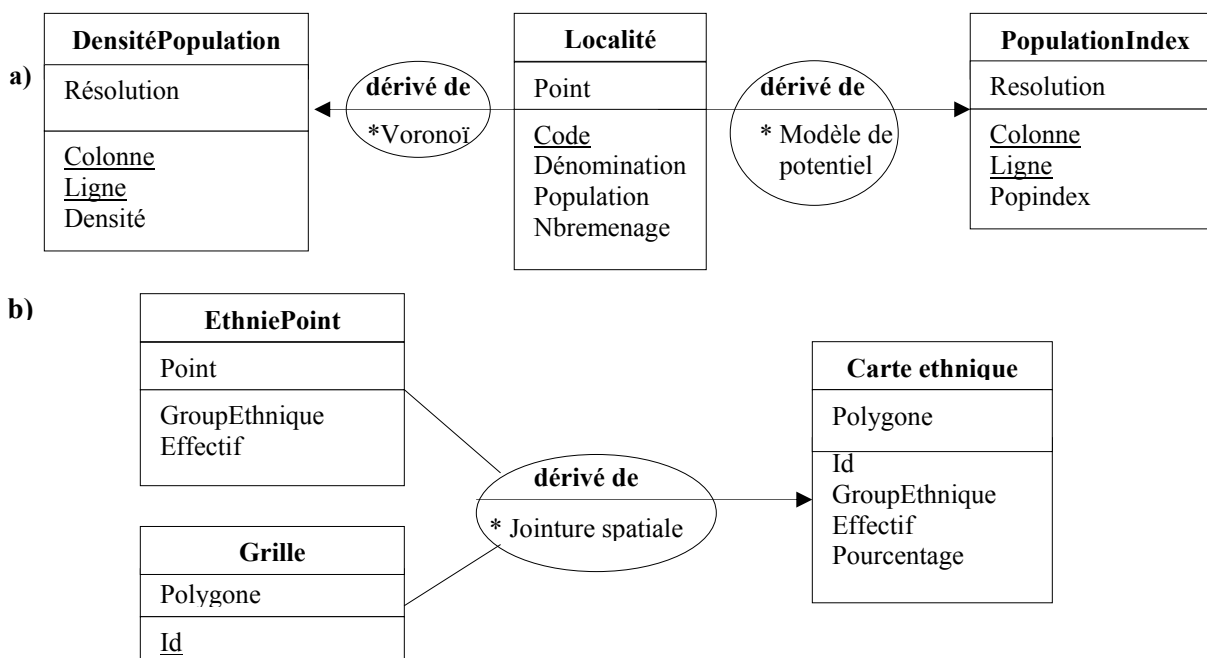 a)
DensitéPopulation
Résolution
Colonne
Ligne
Densité
dérivé de
*Voronoï
Localité
Point
Code
Dénomination
Population
Nbremenage
dérivé de
* Modèle de
potentiel
PopulationIndex
Resolution
Colonne
Ligne
Popindex
b)
EthniePoint
Point
GroupEthnique
Effectif
Grille
Polygone
Id
dérivé de
* Jointure spatiale
Carte ethnique
Polygone
Id
GroupEthnique
Effectif
Pourcentage